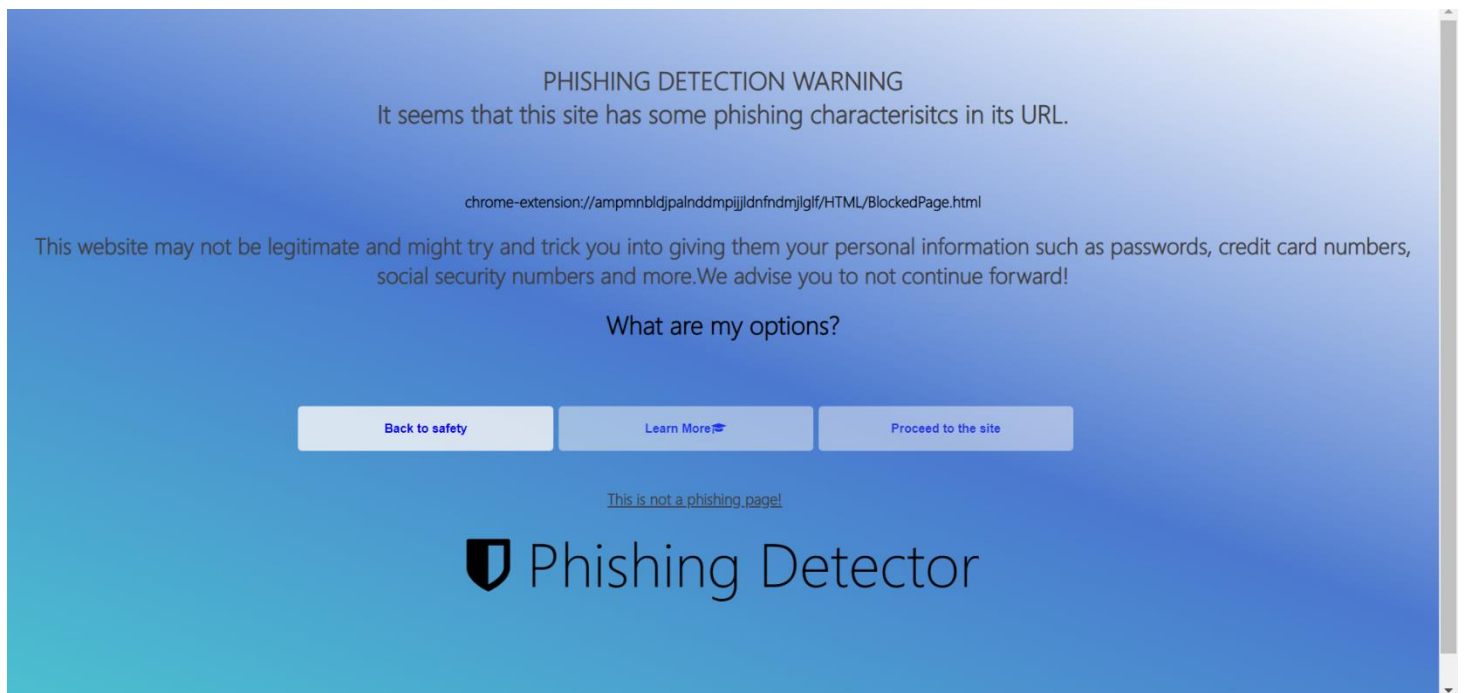 PHISHING DETECTION WARNING
It seems that this site has some phishing characterisitcs in its URL.
chrome-extension://ampmnbldjpalnddmpijjldnfndmjlglf/HTML/BlockedPage.html
This website may not be legitimate and might try and trick you into giving them your personal information such as passwords, credit card numbers,
social security numbers and more.We advise you to not continue forward!
What are my options?
Back to safety
Learn More
Proceed to the site
This is not a phishing page!
Phishing Detector